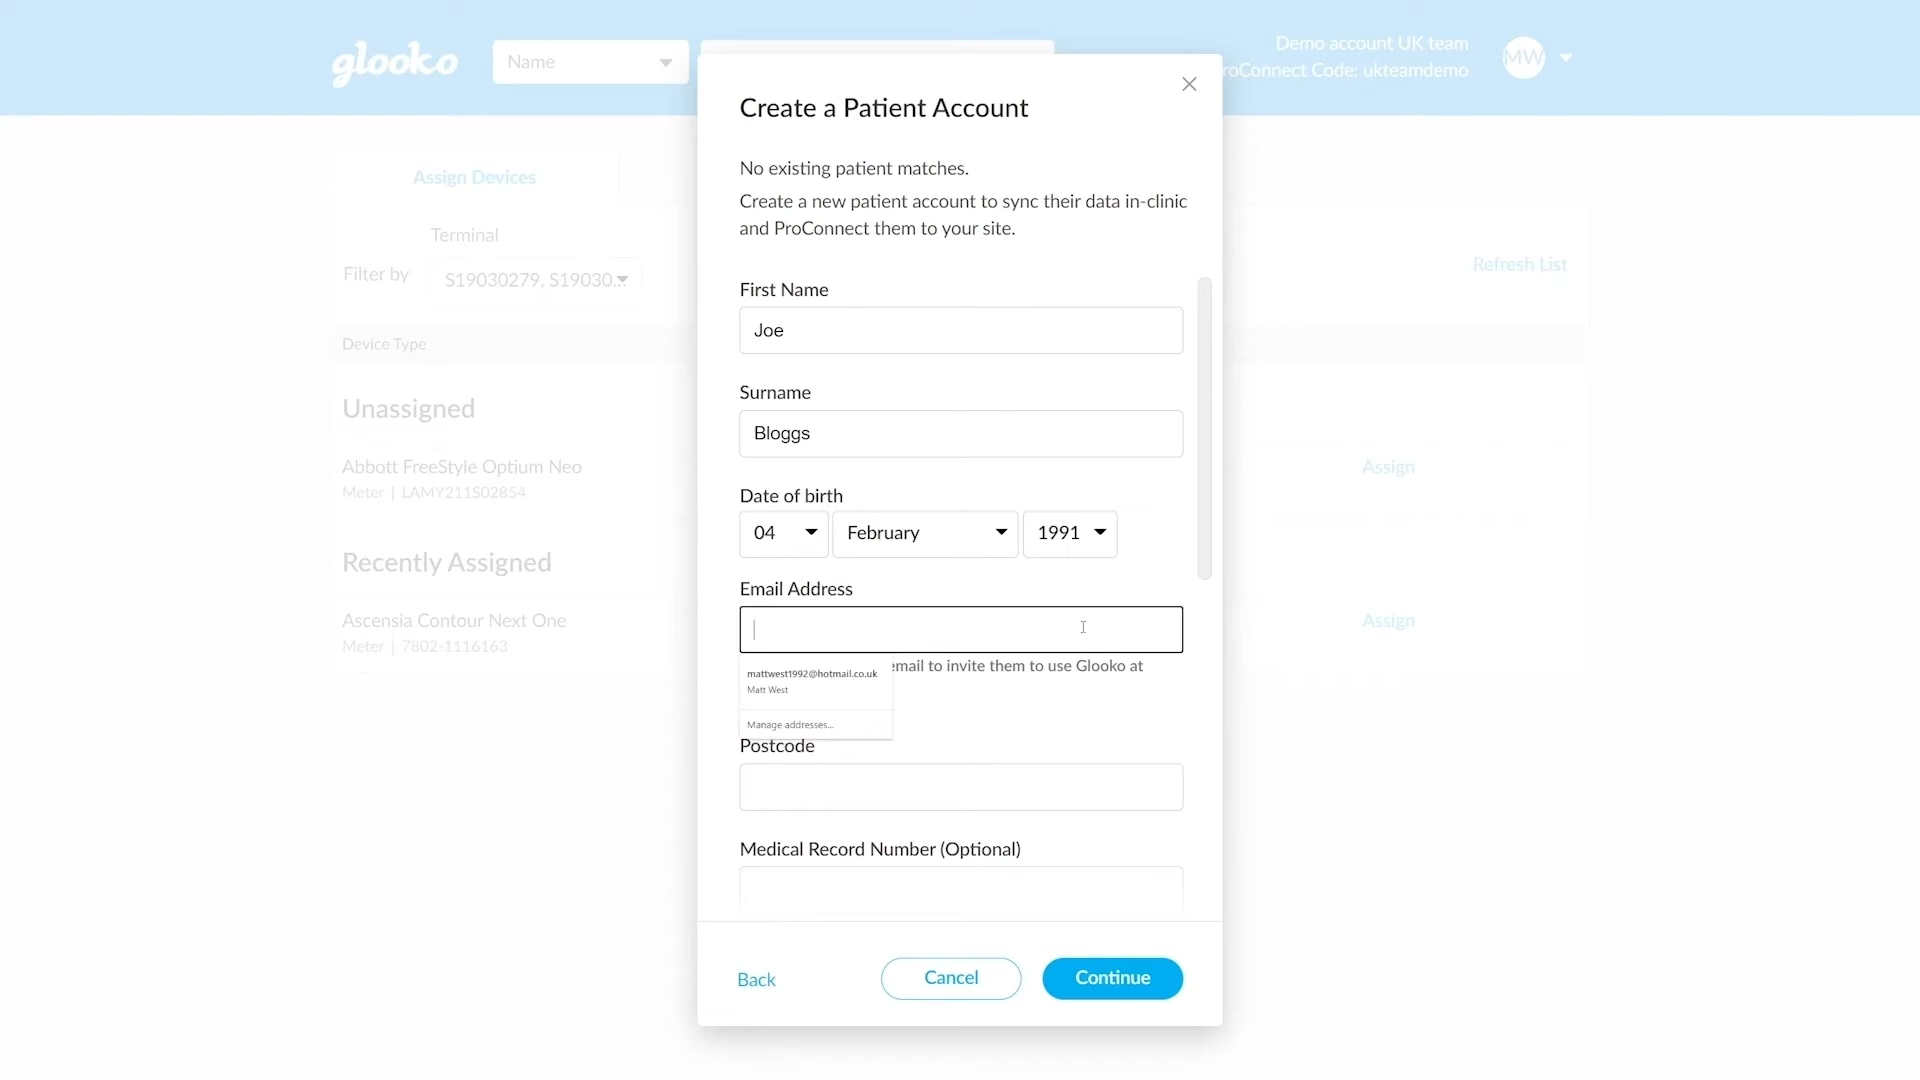 glooko
Name
Demo account UK team
roConnect Code: ukteamdemo
MW
Assign Devices
Terminal
Filter by
S19030279, S19030...
Refresh List
Device Type
Unassigned
Abbott FreeStyle Optium Neo
Meter | LAMY211S02854
Assign
Recently Assigned
Ascensia Contour Next One
Meter | 7802-1116163
Assign
Create a Patient Account
No existing patient matches.
Create a new patient account to sync their data in-clinic
and ProConnect them to your site.
First Name
Joe
Surname
Bloggs
Date of birth
04 February 1991
Email Address
email to invite them to use Glooko at
mattwest1992@hotmail.co.uk
Matt West
Manage addresses...
Postcode
Medical Record Number (Optional)
Back
Cancel
Continue